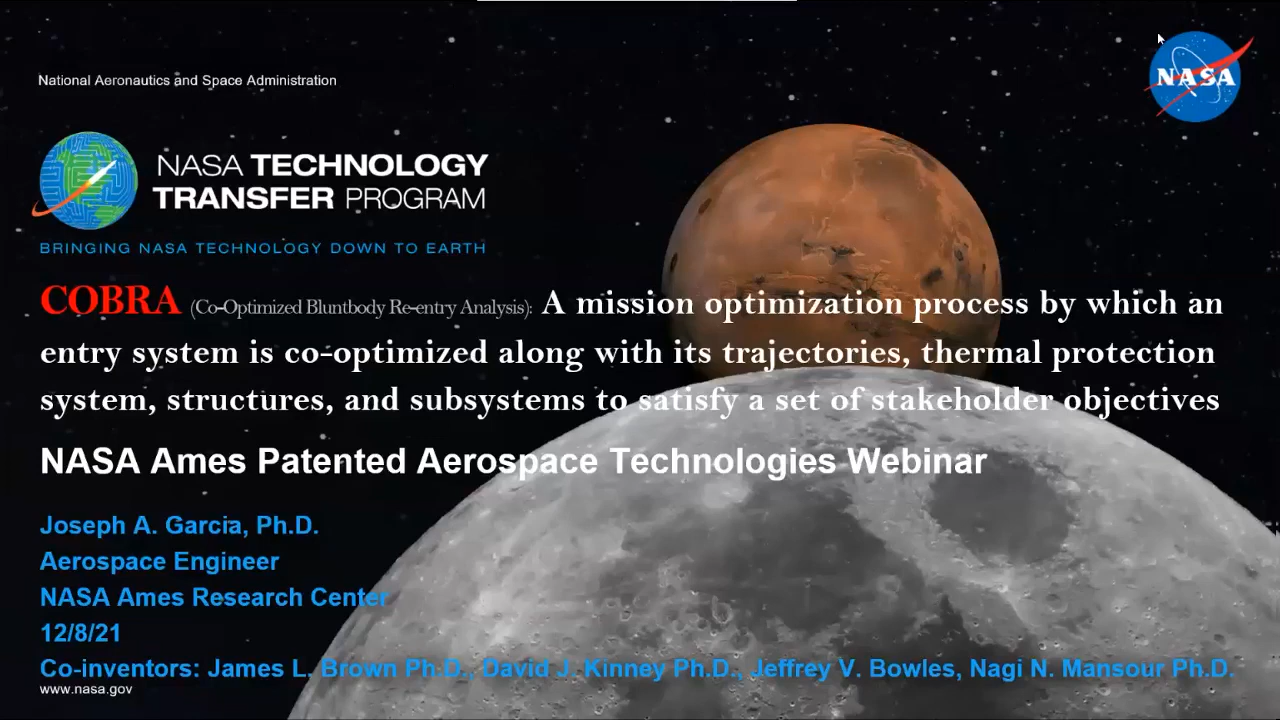 National Aeronautics and Space Administration
NASA
NASA TECHNOLOGY
TRANSFER PROGRAM
BRINGING NASA TECHNOLOGY DOWN TO EARTH
COBRA (Co-Optimized Bluntbody Re-entry Analysis): A mission optimization process by which an
entry system is co-optimized along with its trajectories, thermal protection
system, structures, and subsystems to satisfy a set of stakeholder objectives
NASA Ames Patented Aerospace Technologies Webinar
Joseph A. Garcia, Ph.D.
Aerospace Engineer
NASA Ames Research Center
12/8/21
Co-inventors: James L. Brown Ph.D., David J. Kinney Ph.D., Jeffrey V. Bowles, Nagi N. Mansour Ph.D.
www.nasa.gov